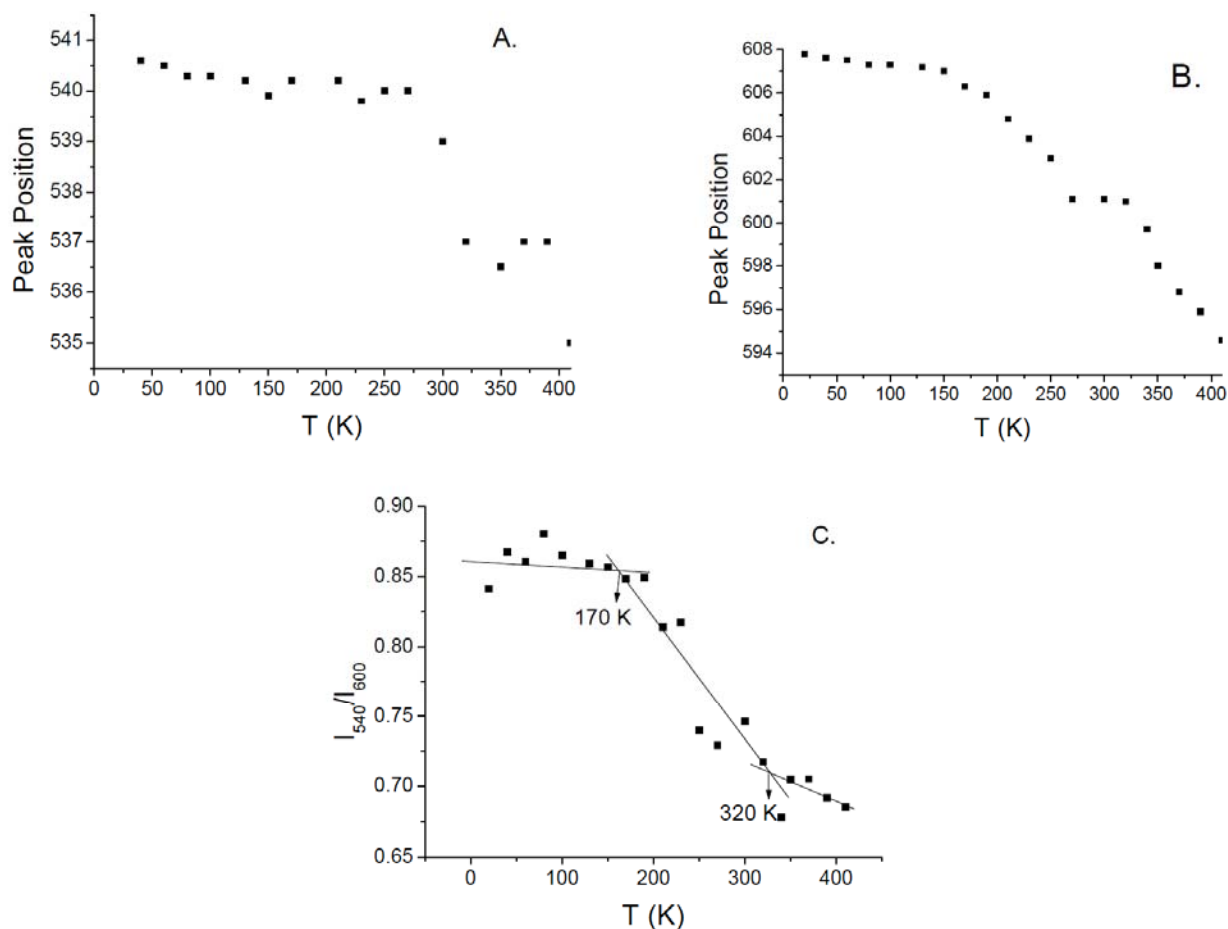 A.
Peak Position
541
540
539
538
537
536
535
0 50 100 150 200 250 300 350 400
T (K)
B.
Peak Position
608
606
604
602
600
598
596
594
0 50 100 150 200 250 300 350 400
T (K)
C.
I540/I600
0.90
0.85
0.80
0.75
0.70
0.65
170 K
320 K
0 100 200 300 400
T (K)